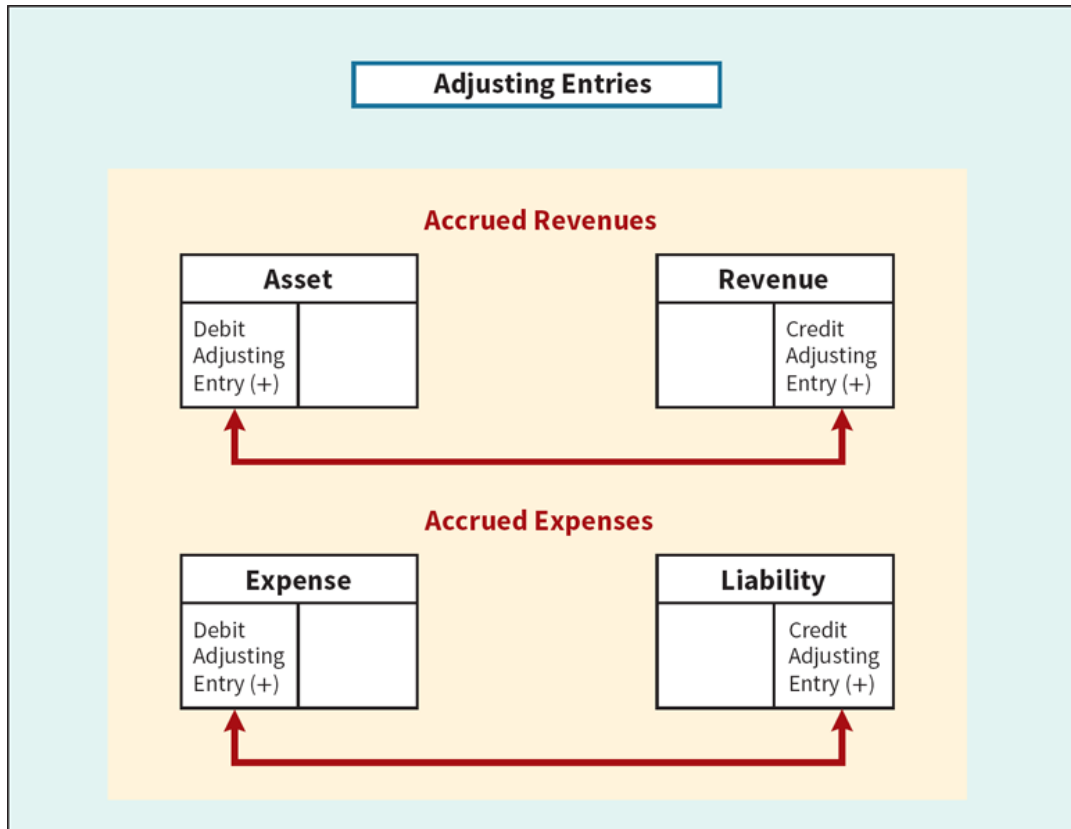 Adjusting Entries
Accrued Revenues
Asset
Debit
Adjusting
Entry (+)
Revenue
Credit
Adjusting
Entry (+)
Accrued Expenses
Expense
Debit
Adjusting
Entry (+)
Liability
Credit
Adjusting
Entry (+)